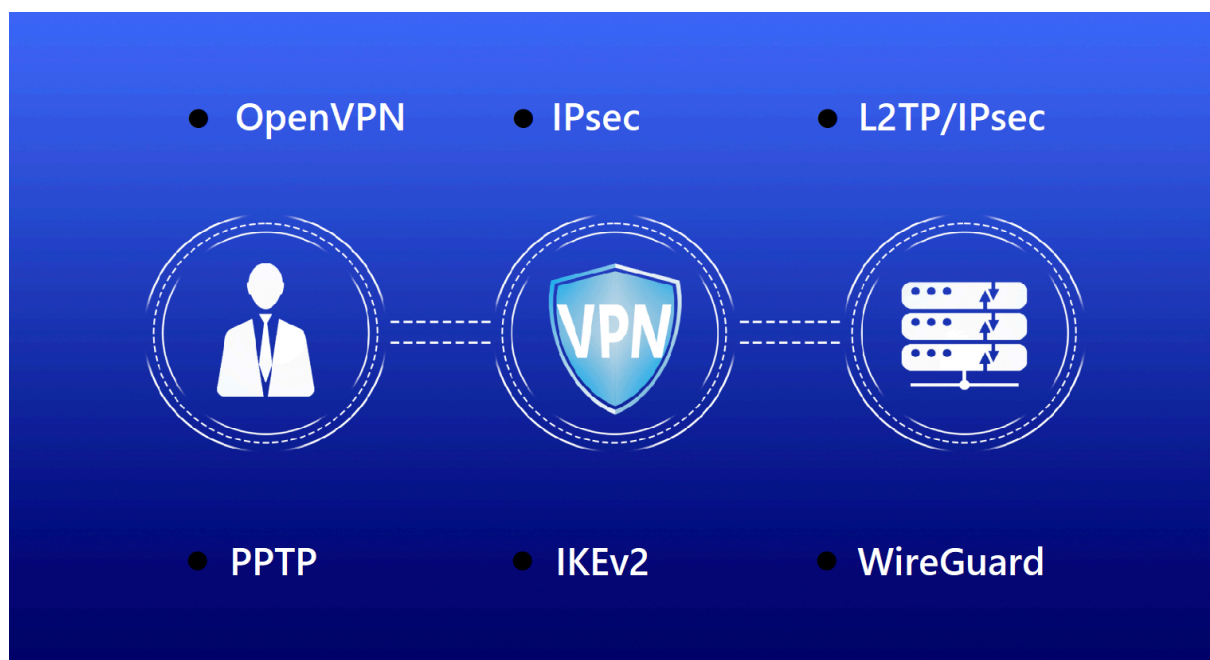 OpenVPN
IPsec
L2TP/IPsec
VPN
PPTP
IKEv2
WireGuard